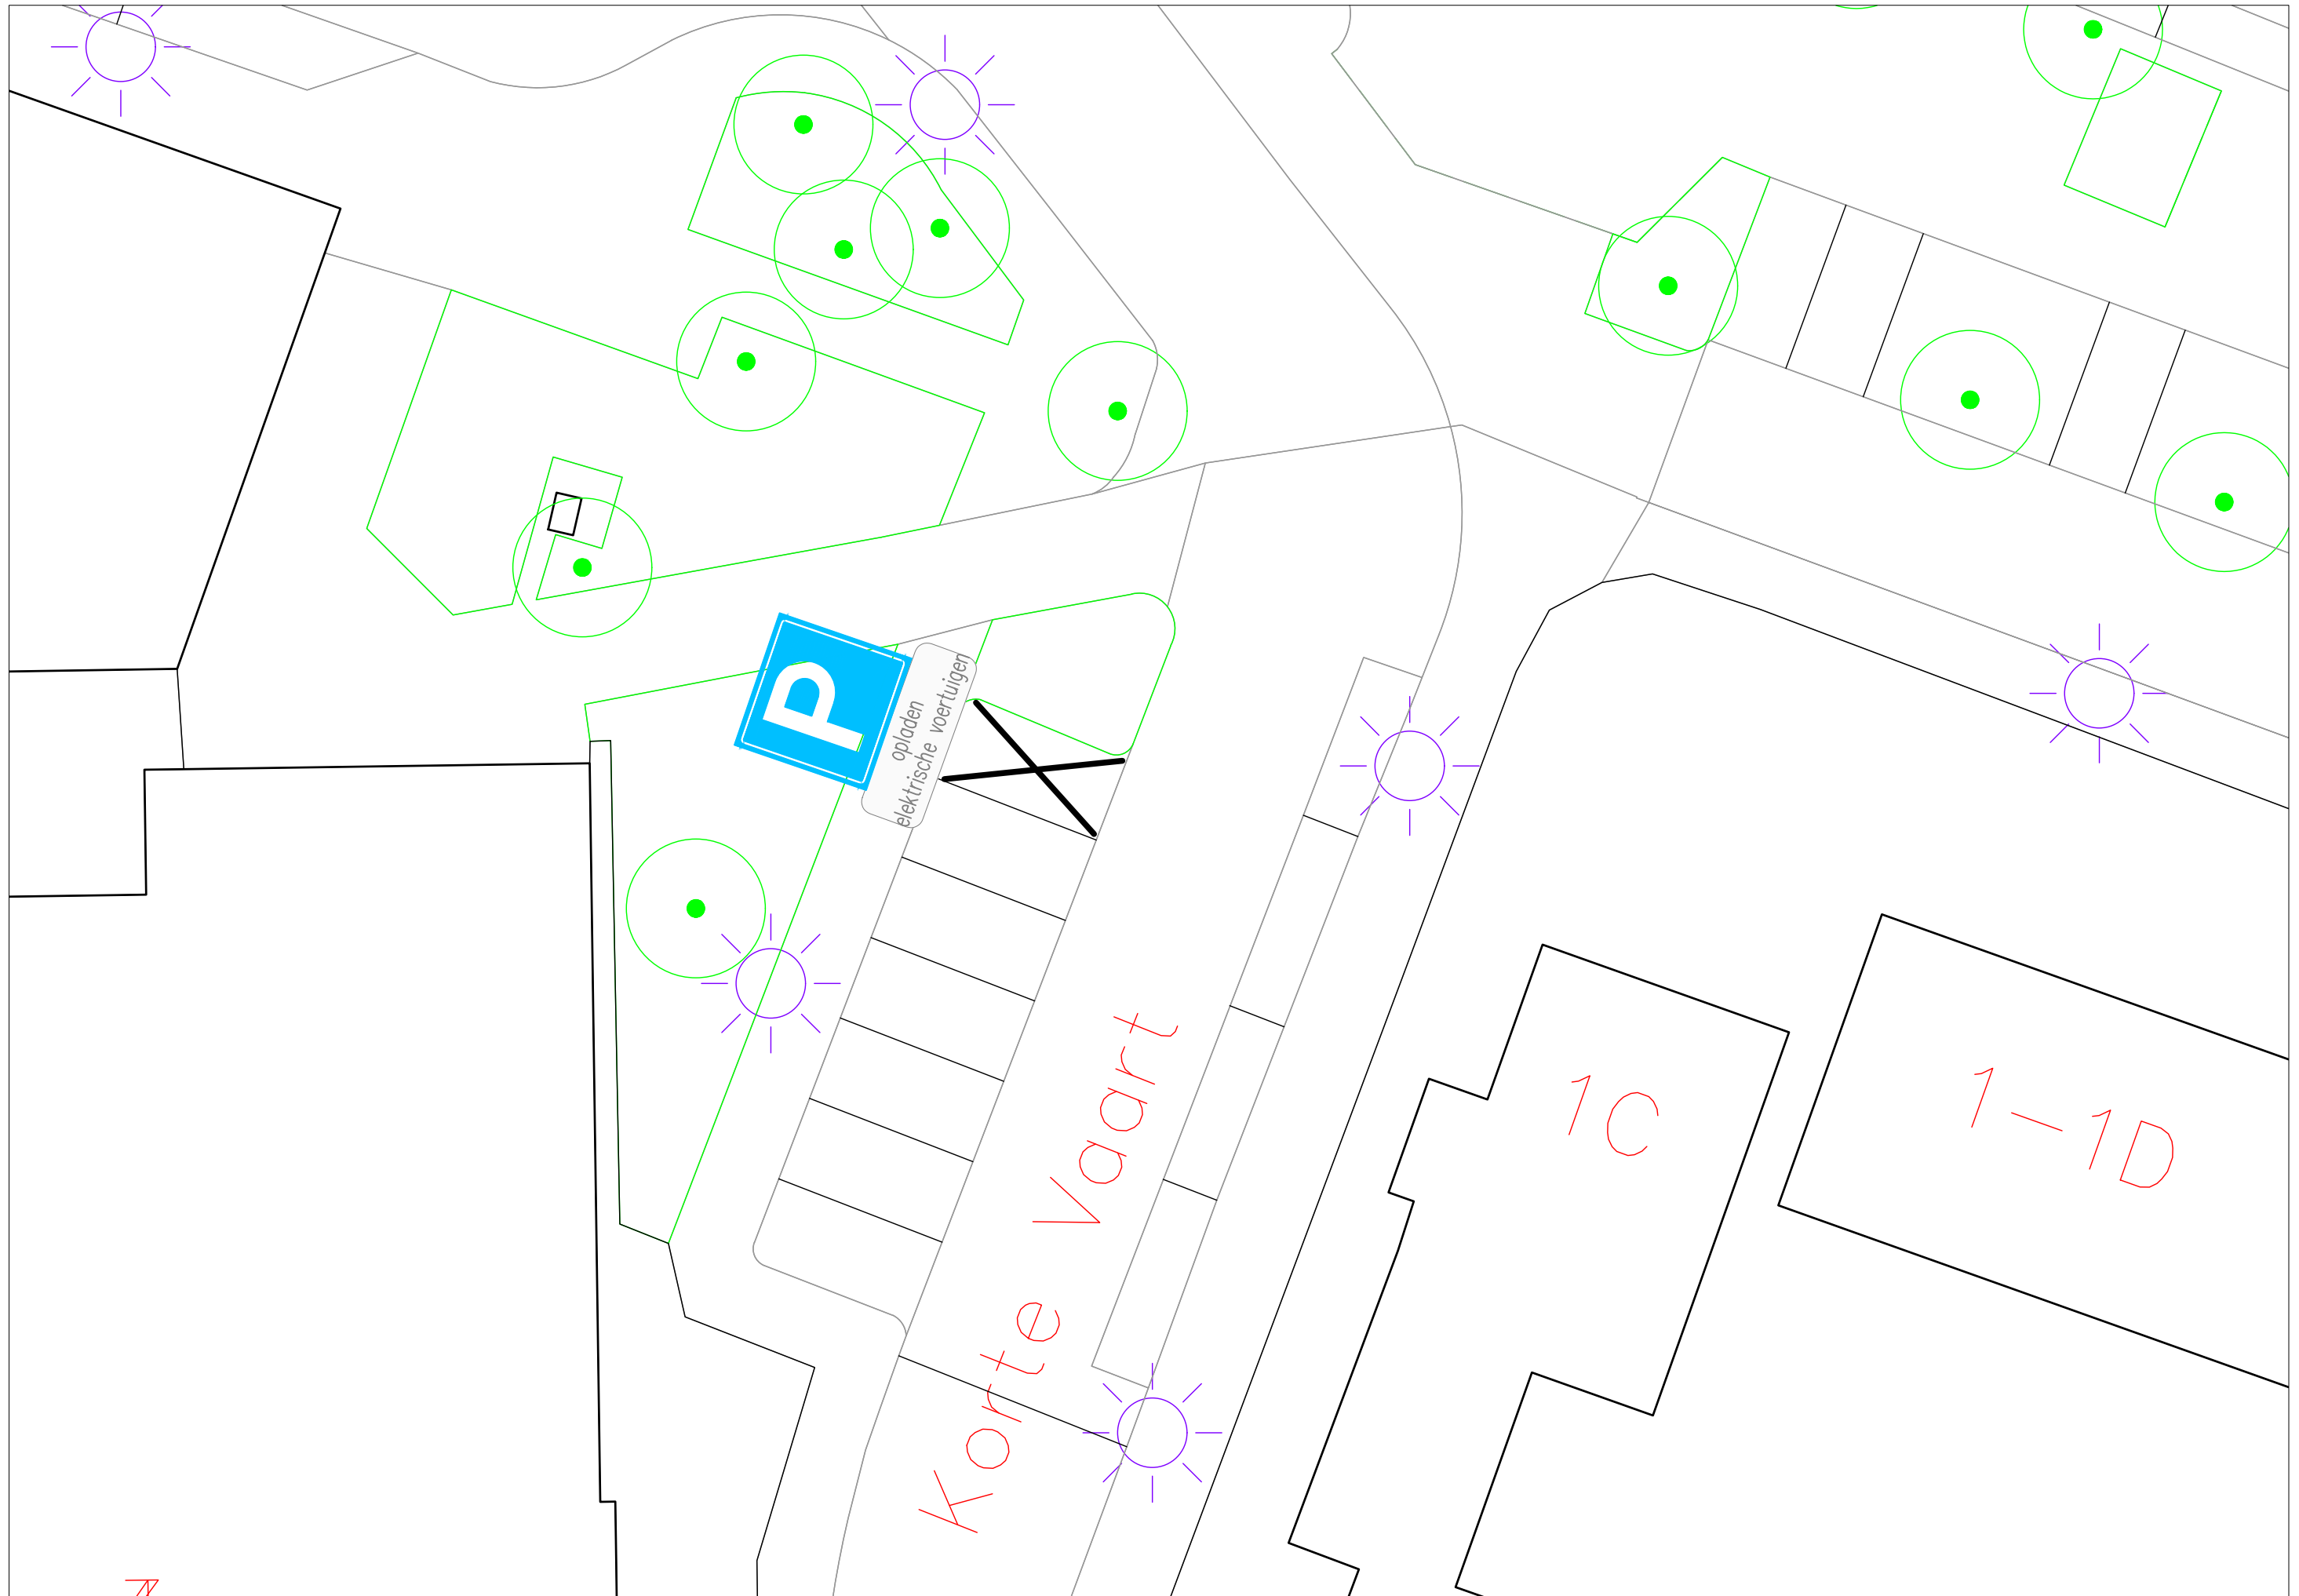 P
opladen
elektrische voertuigen
Korte Vaart
1C
1-1D